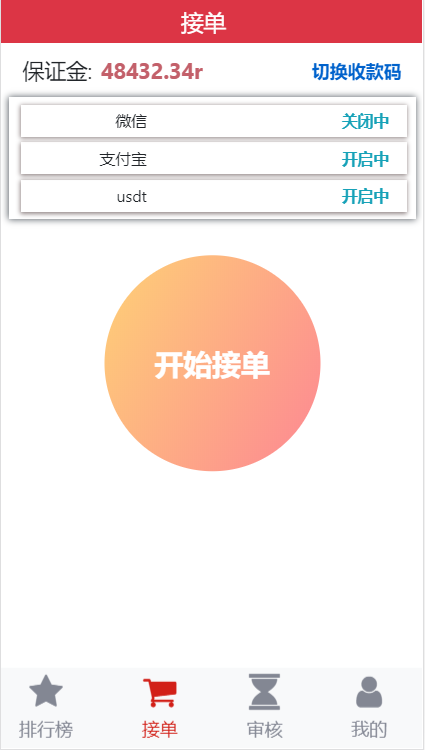 接单
保证金: 48432.34r 切换收款码
微信 关闭中
支付宝 开启中
usdt 开启中
开始接单
排行榜 接单 审核 我的